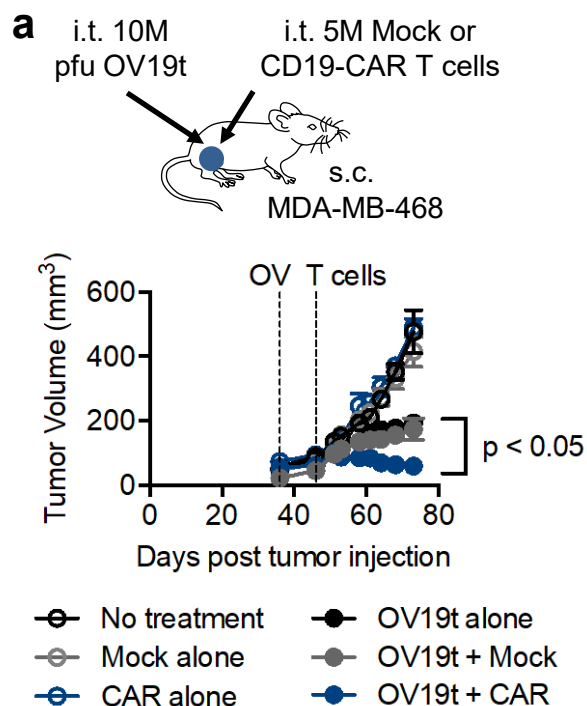 a
i.t. 10M
pfu OV19t
i.t. 5M Mock or
CD19-CAR T cells
s.c.
MDA-MB-468
OV T cells
Tumor Volume (mm³)
600
400
200
0
0 20 40 60 80
p < 0.05
Days post tumor injection
No treatment
Mock alone
CAR alone
OV19t alone
OV19t + Mock
OV19t + CAR